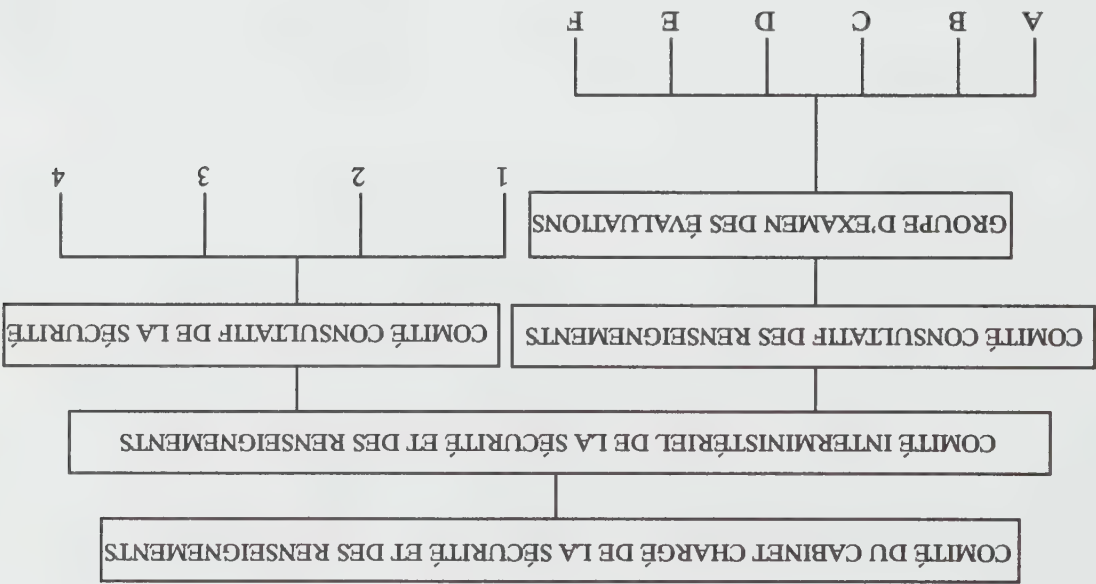 COMITÉ DU CABINET CHARGÉ DE LA SÉCURITÉ ET DES RENSEIGNEMENTS
COMITÉ INTERMINISTÉRIEL DE LA SÉCURITÉ ET DES RENSEIGNEMENTS
COMITÉ CONSULTATIF DES RENSEIGNEMENTS
COMITÉ CONSULTATIF DE LA SÉCURITÉ
GROUPE D'EXAMEN DES ÉVALUATIONS
1 2 3 4
A B C D E F